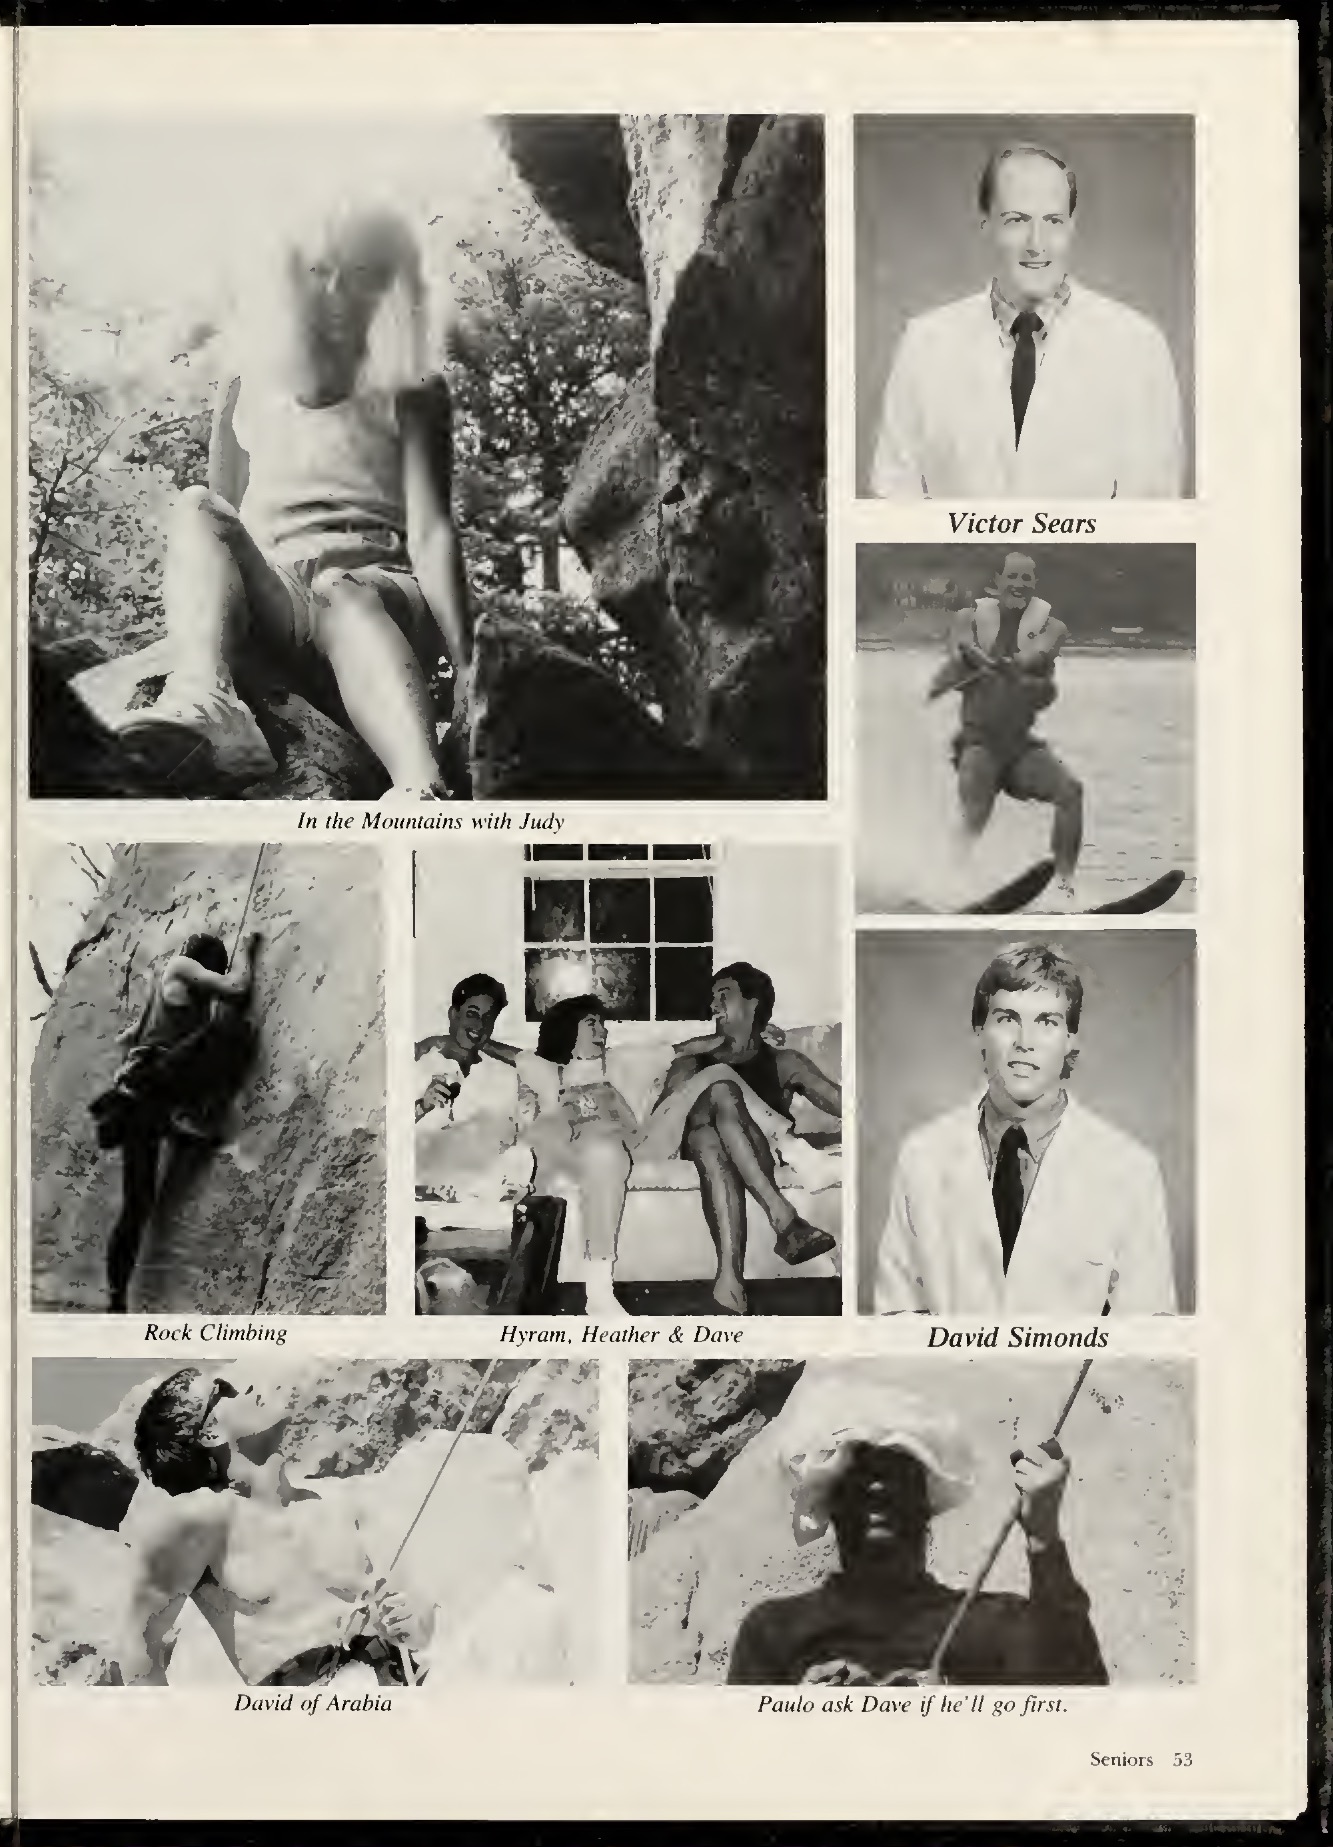 Victor Sears
In the Mountains with Judy
Rock Climbing
Hyram, Heather & Dave
David Simonds
David of Arabia
Paulo ask Dave if he'll go first.
Seniors 53